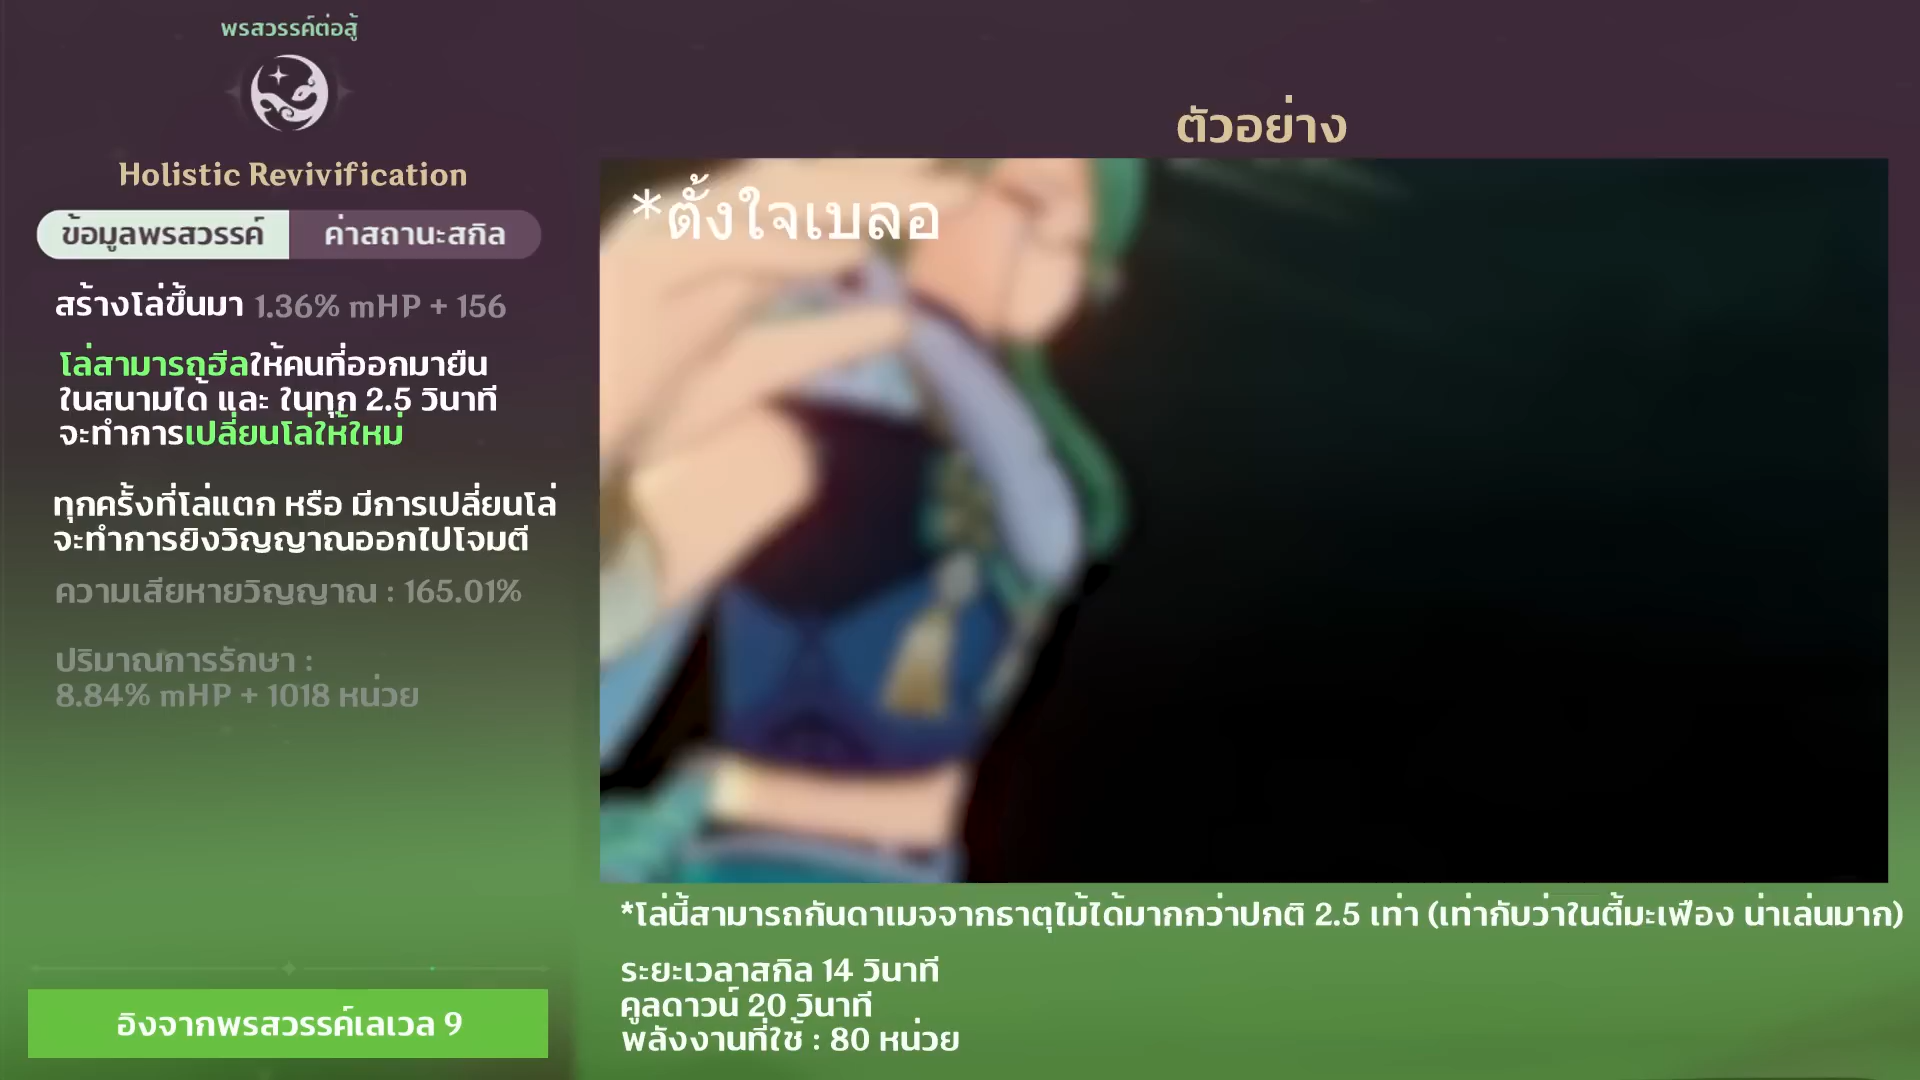 พรสวรรค์ต่อสู้
Holistic Revivification
ข้อมูลพรสวรรค์
ค่าสถานะสกิล
สร้างโล่ขึ้นมา 1.36% mHP + 156
โล่สามารถฮีลให้คนที่ออกมายืน
ในสนามได้ และ ในทุก 2.5 วินาที
จะทำการเปลี่ยนโล่ให้ใหม่
ทุกครั้งที่โล่แตก หรือ มีการเปลี่ยนโล่
จะทำการยิงวิญญาณออกไปโจมตี
ความเสียหายวิญญาณ : 165.01%
ปริมาณการรักษา :
8.84% mHP + 1018 หน่วย
อิงจากพรสวรรค์เลเวล 9
ตัวอย่าง
*ตั้งใจเบลอ
*โล่นี้สามารถกันดาเมจจากธาตุไม้ได้มากกว่าปกติ 2.5 เท่า (เท่ากับว่าในตี้มะเฟือง น่าเล่นมาก)
ระยะเวลาสกิล 14 วินาที
คูลดาวน์ 20 วินาที
พลังงานที่ใช้ : 80 หน่วย